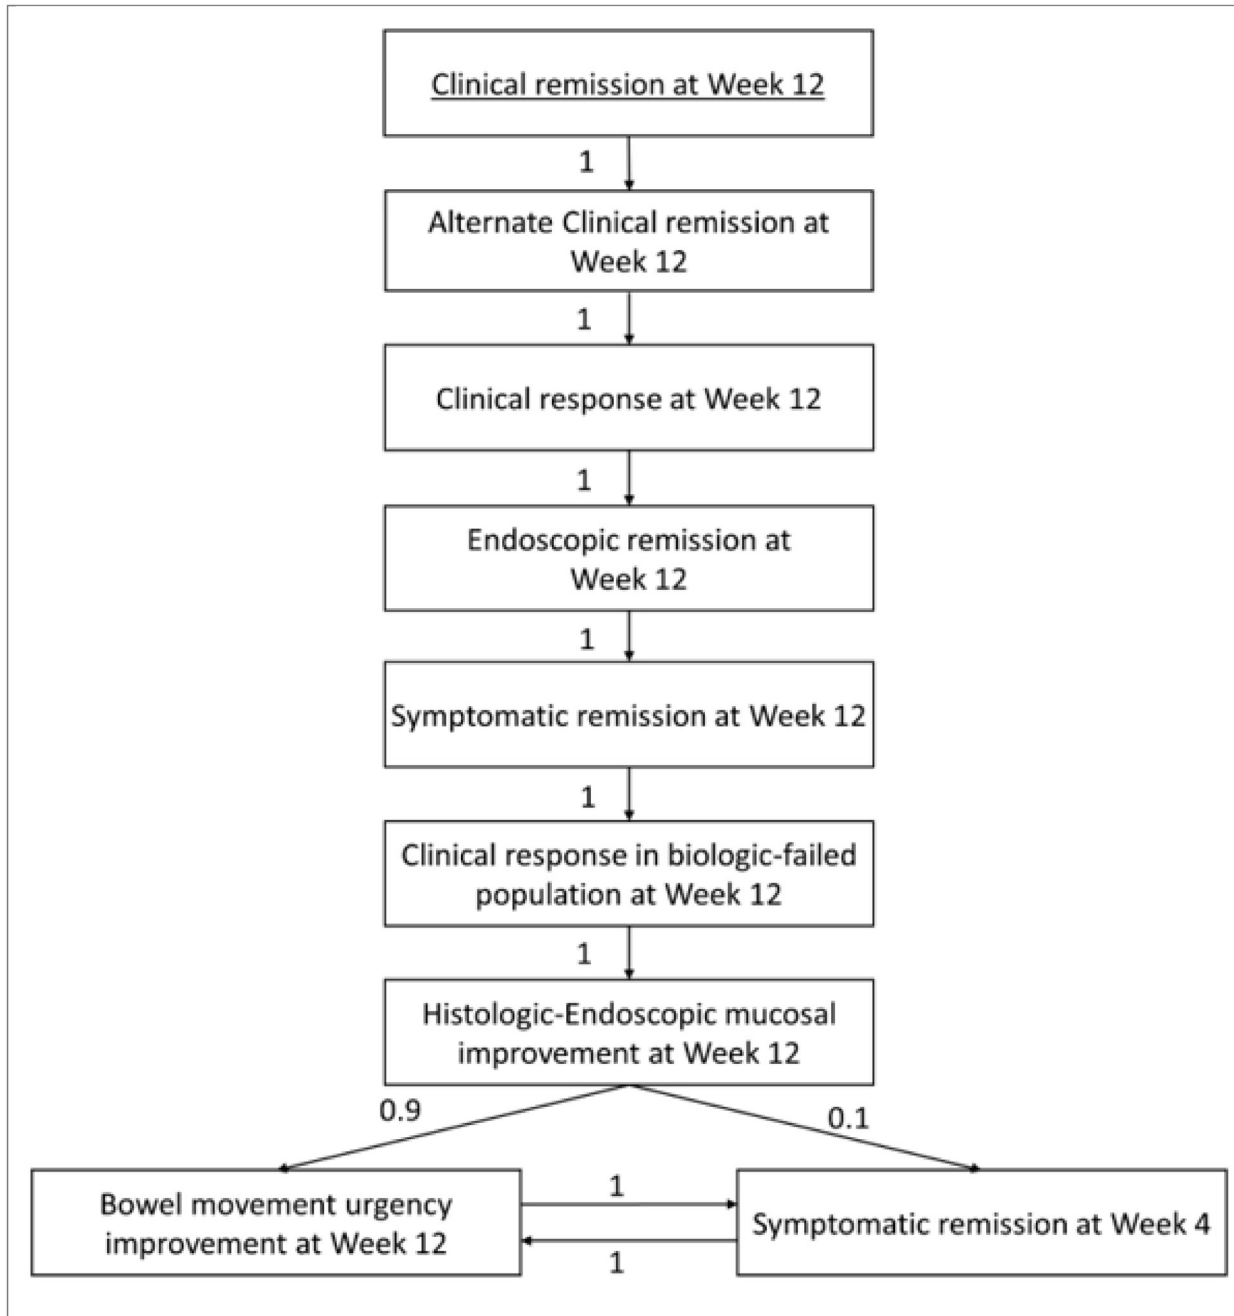 Clinical remission at Week 12
1
Alternate Clinical remission at
Week 12
1
Clinical response at Week 12
1
Endoscopic remission at
Week 12
1
Symptomatic remission at Week 12
1
Clinical response in biologic-failed
population at Week 12
1
Histologic-Endoscopic mucosal
improvement at Week 12
0.9
0.1
Bowel movement urgency
improvement at Week 12
1
1
Symptomatic remission at Week 4